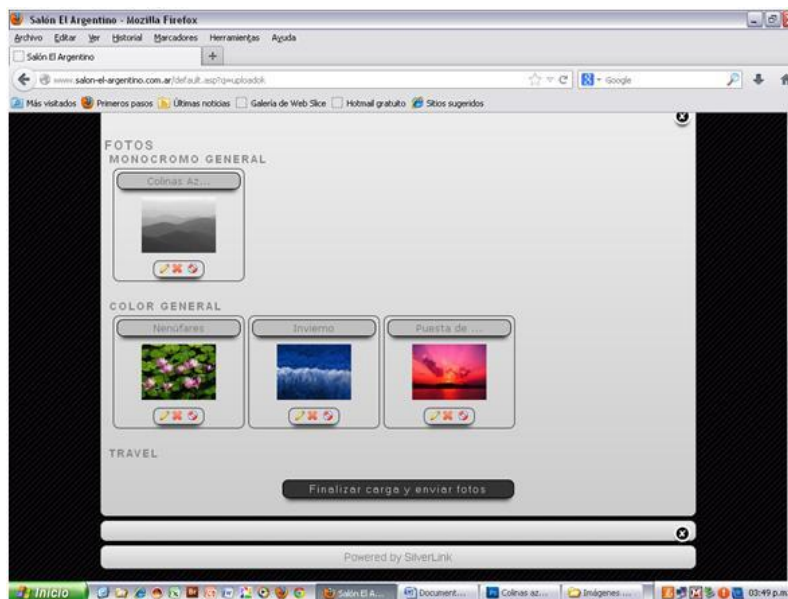 Salón El Argentino - Mozilla Firefox
Archivo Editar Ver Historial Marcadores Herramientas Ayuda
Salón El Argentino +
www.salon-el-argentino.com.ar/default.asp?q=uploadok Google
Más visitados Primeros pasos Últimas noticias Galería de Web Slice Hotmail gratuito Sitios sugeridos
FOTOS
MONOCROMO GENERAL
Colinas Az...
COLOR GENERAL
Nenúfares Invierno Puesta de ...
TRAVEL
Finalizar carga y enviar fotos
Powered by SilverLink
Inicio Salón El A... Document... Colinas az... Imágenes ... 03:49 p.m.